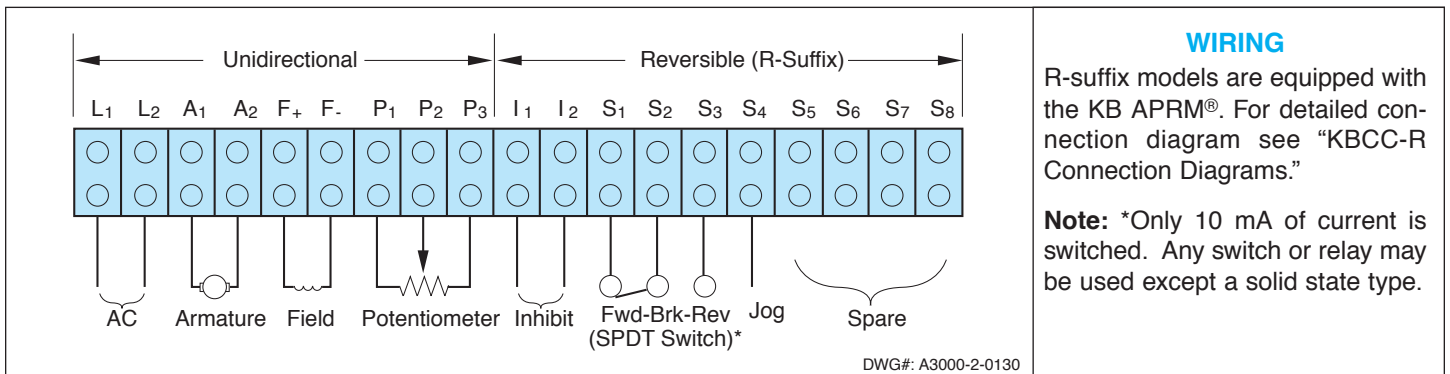 Unidirectional Reversible (R-Suffix)
L1 L2 A1 A2 F+ F- P1 P2 P3 I1 I2 S1 S2 S3 S4 S5 S6 S7 S8
AC Armature Field Potentiometer Inhibit Fwd-Brk-Rev Jog Spare
(SPDT Switch)*
DWG#: A3000-2-0130
WIRING
R-suffix models are equipped with
the KB APRM®. For detailed con-
nection diagram see “KBCC-R
Connection Diagrams.”
Note: *Only 10 mA of current is
switched. Any switch or relay may
be used except a solid state type.